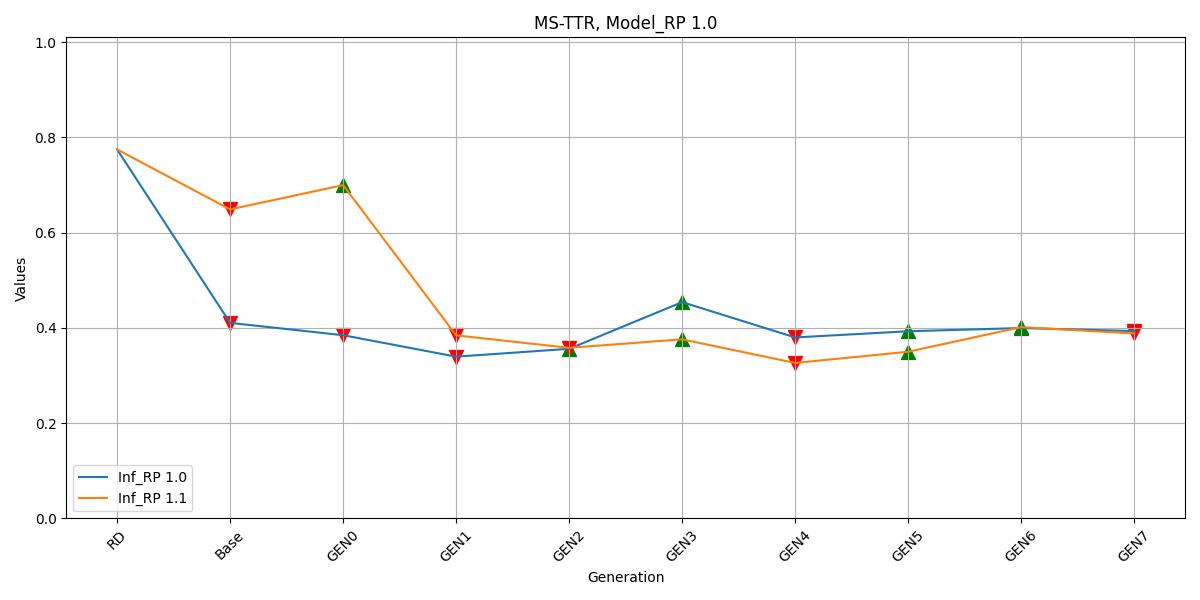 MS-TTR, Model_RP 1.0
Values
1.0
0.8
0.6
0.4
0.2
0.0
Inf_RP 1.0
Inf_RP 1.1
RD
Base
GEN0
GEN1
GEN2
GEN3
GEN4
GEN5
GEN6
GEN7
Generation